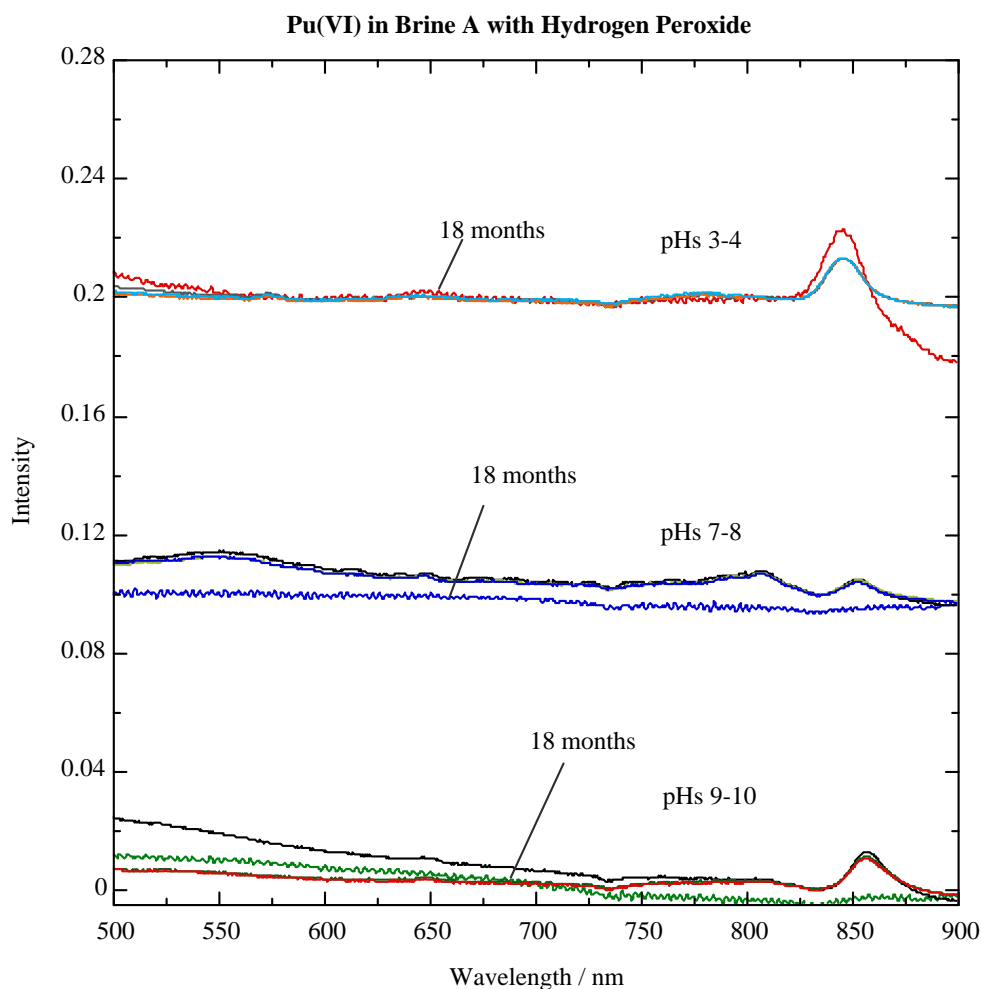 Pu(VI) in Brine A with Hydrogen Peroxide
0.28
0.24
18 months
pHs 3-4
0.2
0.16
18 months
Intensity
0.12
pHs 7-8
0.08
18 months
0.04
pHs 9-10
0
500 550 600 650 700 750 800 850 900
Wavelength / nm